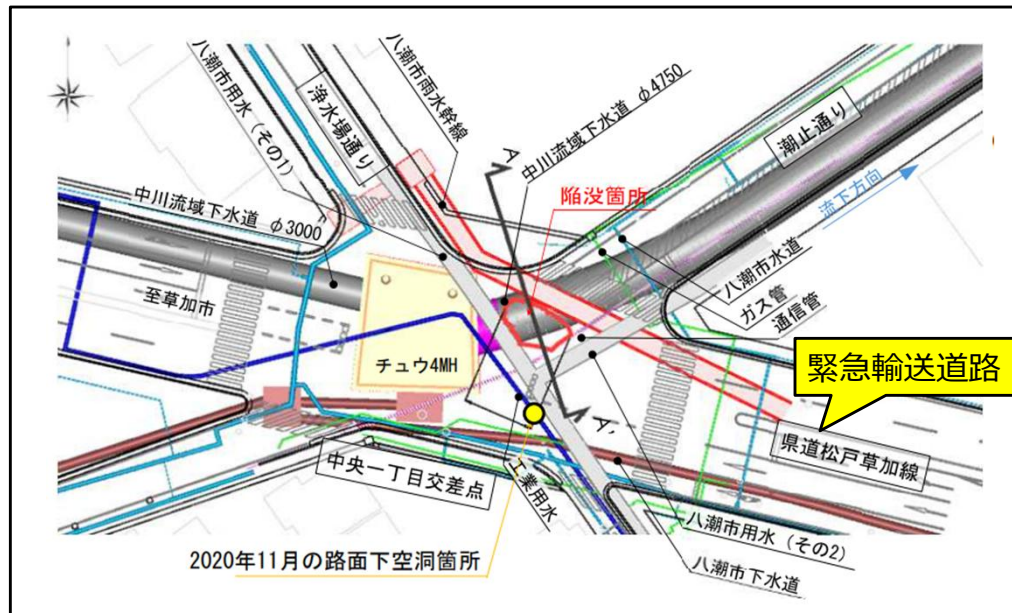 八潮市用水（その1）
浄水場通り
八潮市雨水幹線
A
中川流域下水道 φ4750
潮止通り
中川流域下水道
φ3000
陥没箇所
流下方向
至草加市
八潮市水道
ガス管
通信管
チュウ4MH
緊急輸送道路
A'
県道松戸草加線
中央一丁目交差点
工業用水
八潮市用水（その2）
2020年11月の路面下空洞箇所
八潮市下水道